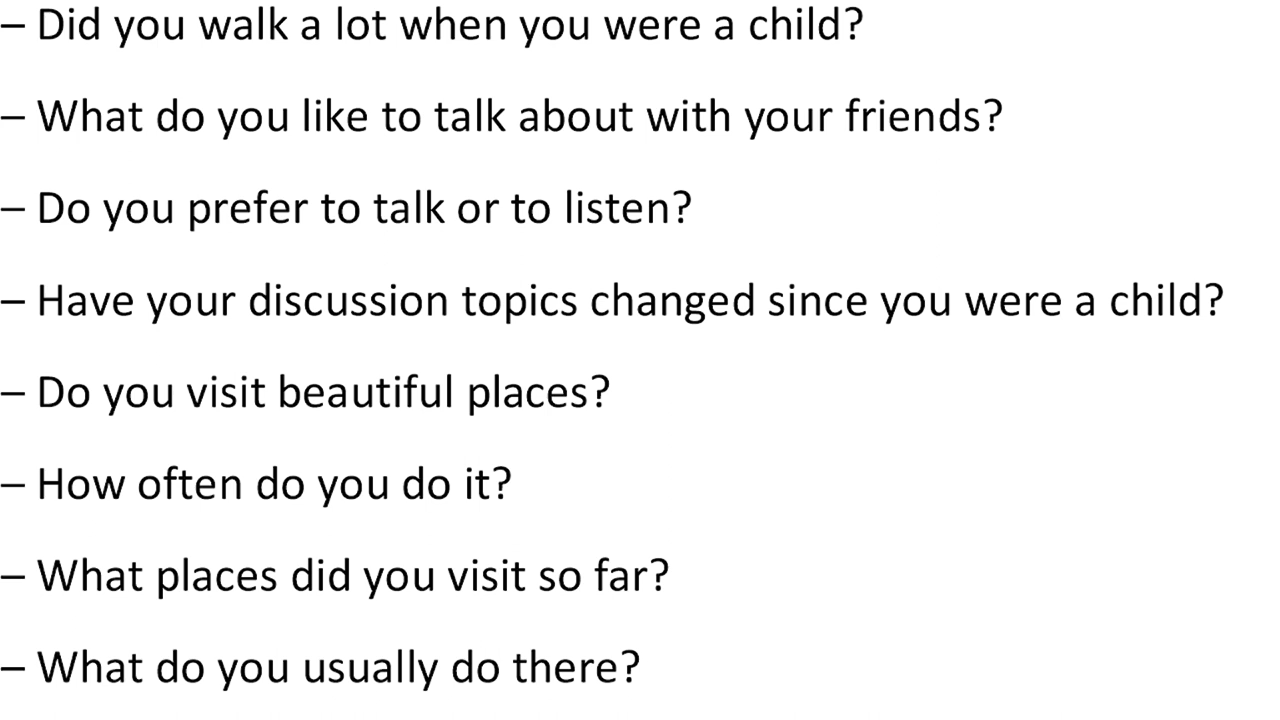 – Did you walk a lot when you were a child?
– What do you like to talk about with your friends?
– Do you prefer to talk or to listen?
– Have your discussion topics changed since you were a child?
– Do you visit beautiful places?
– How often do you do it?
– What places did you visit so far?
– What do you usually do there?